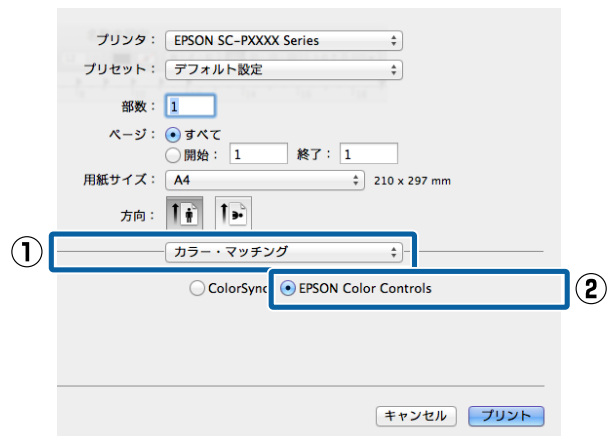 プリンタ： EPSON SC-PXXXX Series
プリセット： デフォルト設定
部数： 1
ページ： すべて
開始： 1 終了： 1
用紙サイズ： A4 210 x 297 mm
方向：
① カラー・マッチング
ColorSync EPSON Color Controls ②
キャンセル プリント